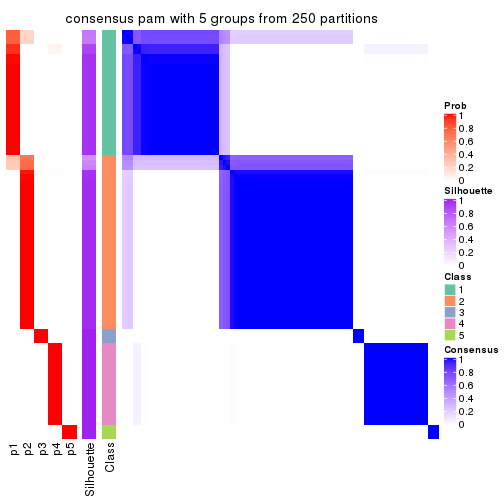 consensus pam with 5 groups from 250 partitions
Prob
1
0.8
0.6
0.4
0.2
0
Silhouette
1
0.8
0.6
0.4
0.2
0
Class
1
2
3
4
5
Consensus
1
0.8
0.6
0.4
0.2
0
p1
p2
p3
p4
p5
Silhouette
Class